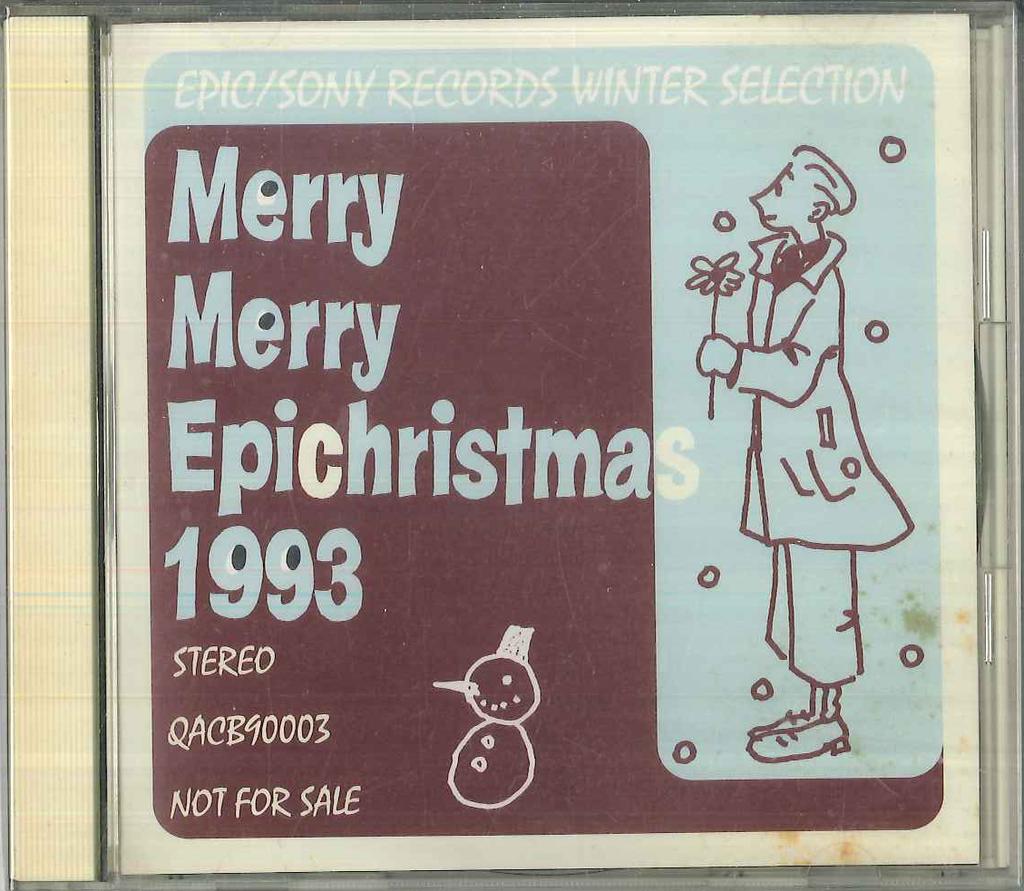 EPIC/SONY RECORDS WINTER SELECTION
Merry
Merry
Epichristmas
1993
STEREO
QACB90003
NOT FOR SALE